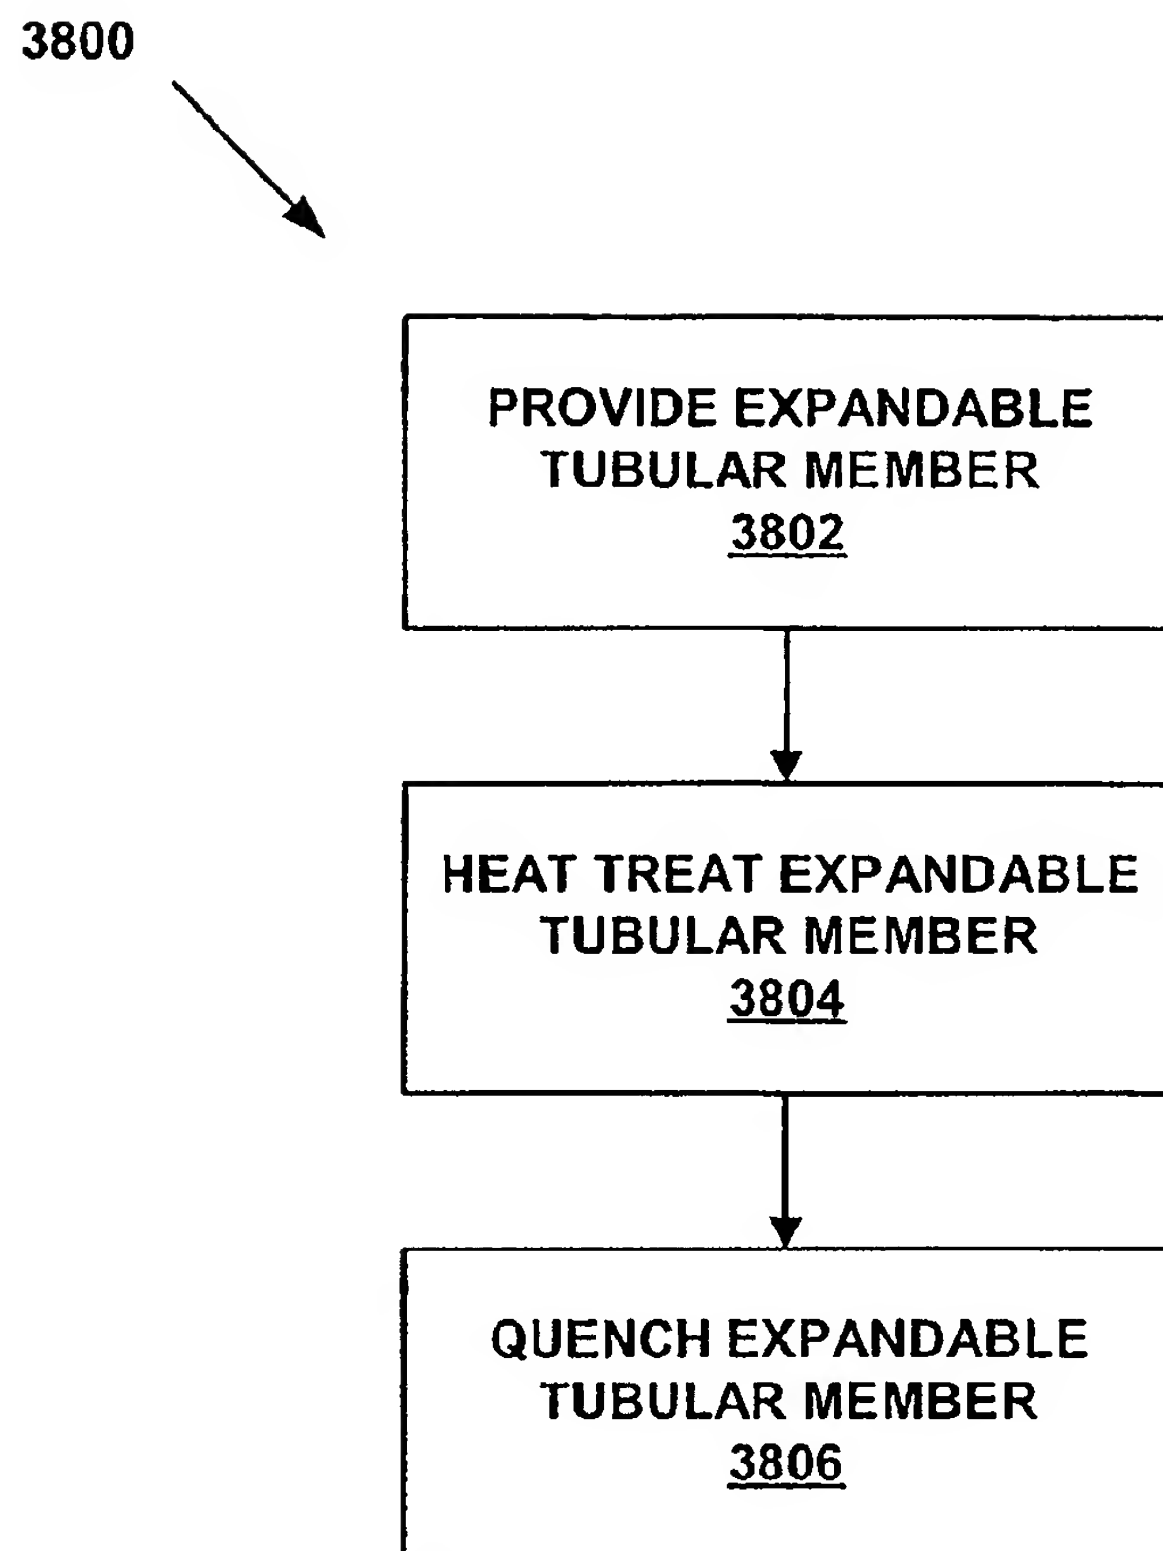 3800
PROVIDE EXPANDABLE
TUBULAR MEMBER
3802
HEAT TREAT EXPANDABLE
TUBULAR MEMBER
3804
QUENCH EXPANDABLE
TUBULAR MEMBER
3806